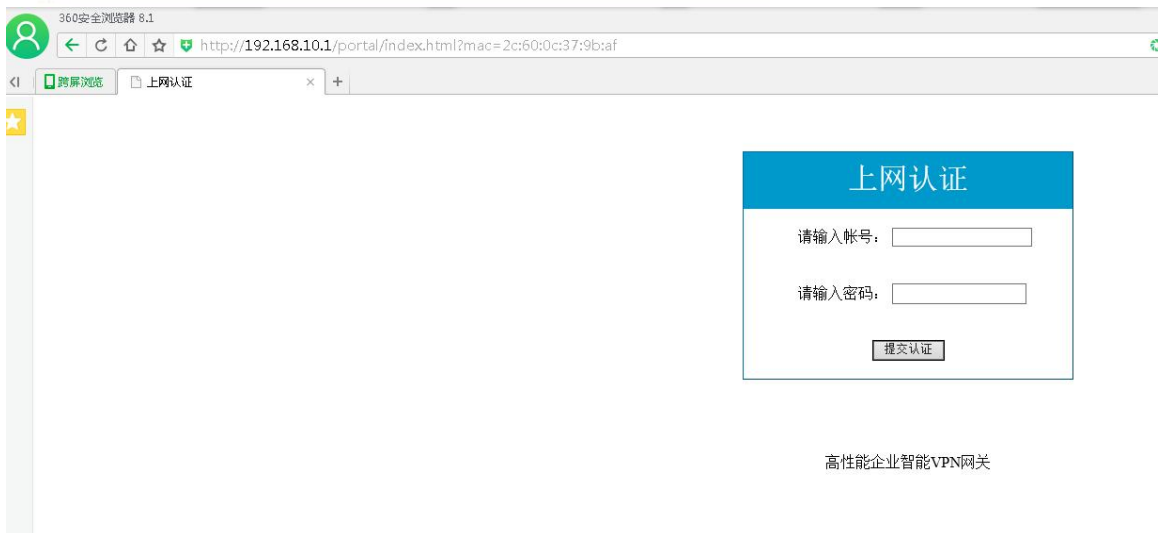 360安全浏览器 8.1
http://192.168.10.1/portal/index.html?mac=2c:60:0c:37:9b:af
跨屏浏览 上网认证
上网认证
请输入帐号：
请输入密码：
提交认证
高性能企业智能VPN网关